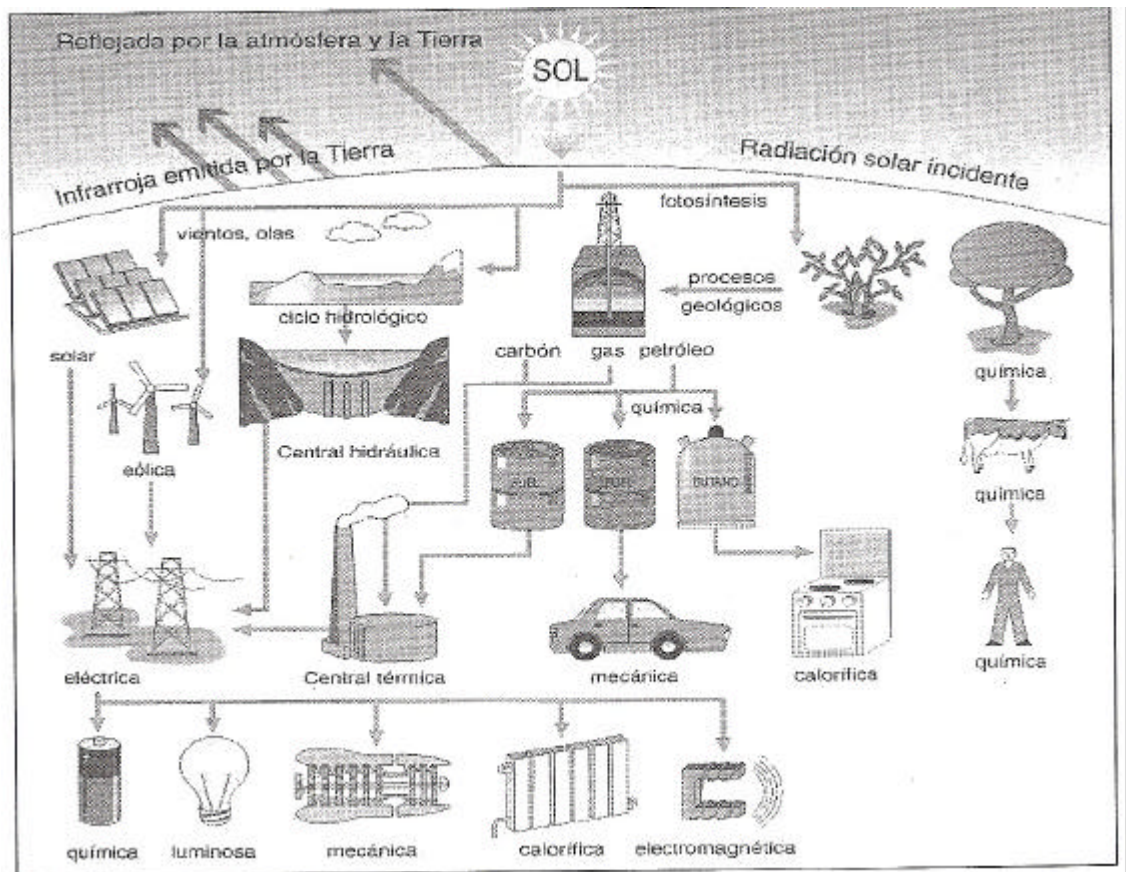 Reflejada por la atmósfera y la Tierra
SOL
Infrarroja emitida por la Tierra
Radiación solar incidente
fotosíntesis
vientos, olas
procesos
geológicos
ciclo hidrológico
solar
carbón gas petróleo
química
química
Central hidráulica
eólica
FUEL
FUEL
BUTANO
química
eléctrica
Central térmica
mecánica
calorífica
química
química
luminosa
mecánica
calorífica
electromagnética